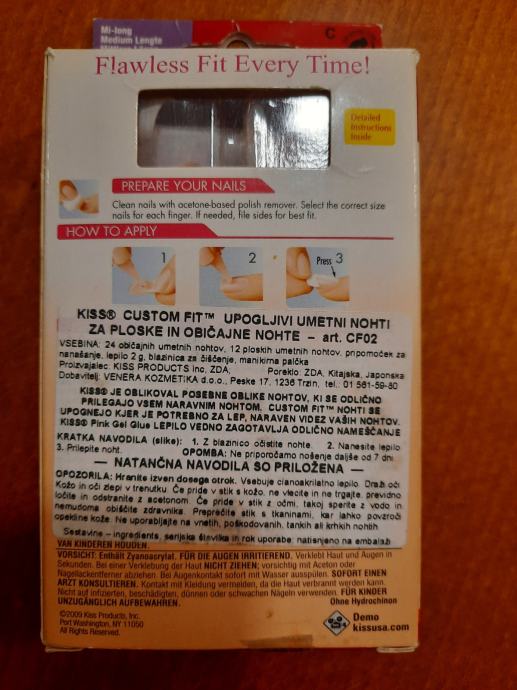 Mi-long
Medium Lengte
C
Flawless Fit Every Time!
Detailed
Instructions
Inside
PREPARE YOUR NAILS
Clean nails with acetone-based polish remover. Select the correct size
nails for each finger. If needed, file sides for best fit.
HOW TO APPLY
1
2
Press 3
KISS® CUSTOM FIT™ UPOGLJIVI UMETNI NOHTI
ZA PLOSKE IN OBIČAJNE NOHTE – art. CF02
VSEBINA: 24 običajnih umetnih nohtov, 12 ploskih umetnih nohtov, pripomoček za
nanašanje, lepilo 2 g, blazinica za čiščenje, manikirna palčka
Proizvajalec: KISS PRODUCTS Inc, ZDA; Poreklo: ZDA, Kitajska, Japonska
Dobavitelj: VENERA KOZMETIKA d.o.o., Peske 17, 1236 Trzin, tel.: 01 561-59-80
KISS® JE OBLIKOVAL POSEBNE OBLIKE NOHTOV, KI SE ODLIČNO
PRILEGAJO VSEM NARAVNIM NOHTOM. CUSTOM FIT™ NOHTI SE
UPOGNEJO KJER JE POTREBNO ZA LEP, NARAVEN VIDEZ VAŠIH NOHTOV.
KISS® Pink Gel Glue LEPILO VEDNO ZAGOTAVLJA ODLIČNO NAMEŠČANJE
KRATKA NAVODILA (slike): 1. Z blazinico očistite nohte. 2. Nanesite lepilo
3. Prilepite noht. OPOMBA: Ne priporočamo nošenje daljše od 7 dni.
— NATANČNA NAVODILA SO PRILOŽENA —
OPOZORILA: Hranite izven dosega otrok. Vsebuje cianoakrilatno lepilo. Draži oči
Kožo in oči zlepi v trenutku. Če pride v stik s kožo, ne vlecite in ne trgajte, previdno
ločite in odstranite z acetonom. Če pride v stik z očmi, takoj sperite z vodo in
nemudoma obiščite zdravnika. Preprečite stik s tkaninami, kar lahko povzroči
opekline kože. Ne uporabljajte na vnetih, poškodovanih, tankih ali krhkih nohtih
Sestavine – ingredients, serijska številka in rok uporabe: natisnjeno na embalaži
VAN KINDEREN HOUDEN.
VORSICHT: Enthält Zyanoacrylat. FÜR DIE AUGEN IRRITIEREND. Verklebt Haut und Augen in
Sekunden. Bei einer Verklebung der Haut NICHT ZIEHEN; vorsichtig mit Aceton oder
Nagellackentferner abziehen. Bei Augenkontakt sofort mit Wasser ausspülen. SOFORT EINEN
ARZT KONSULTIEREN. Kontakt mit Kleidung vermeiden, da die Haut verbrannt werden kann.
Nicht auf infizierten, beschädigten, dünnen oder schwachen Nägeln verwenden. FÜR KINDER
UNZUGÄNGLICH AUFBEWAHREN. Ohne Hydrochinon
©2009 Kiss Products, Inc.
Port Washington, NY 11050
All Rights Reserved.
Demo
kissusa.com